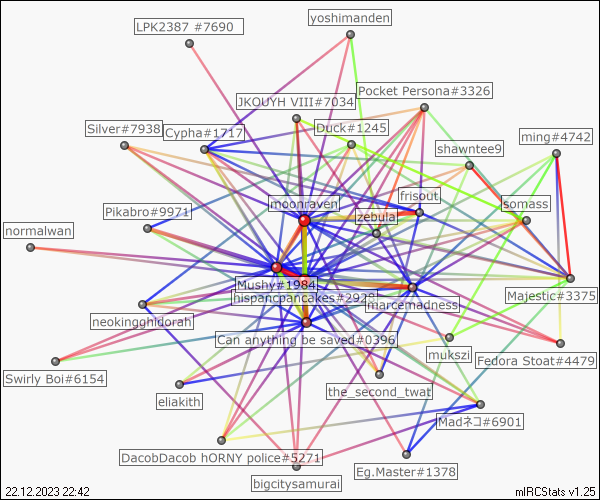 yoshimanden
LPK2387 #7690
Pocket Persona#3326
JKOUYH VIII#7034
Silver#7938
Cypha#1717
Duck#1245
ming#4742
shawntee9
frisout
moonraven
somass
zebula
Pikabro#9971
normalwan
Mushy#1984
hispancpancakes#2928
Majestic#3375
marcemadness
neokingghidorah
Can anything be saved#0396
mukszi
Fedora Stoat#4479
Swirly Boi#6154
the_second_twat
eliakith
Madネコ#6901
DacobDacob hORNY police#5271
Eg.Master#1378
bigcitysamurai
22.12.2023 22:42
mIRCStats v1.25